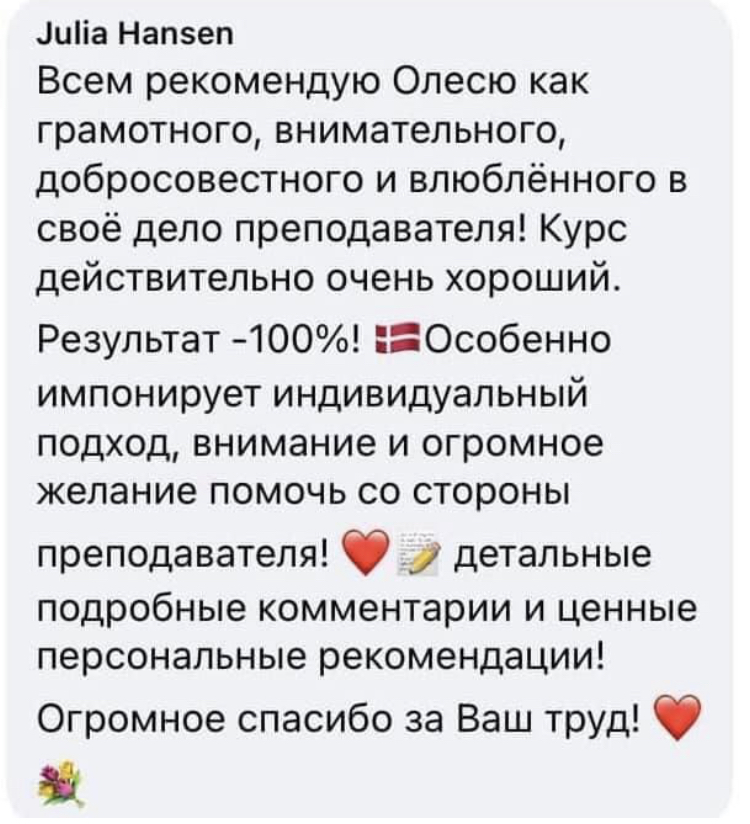 Julia Hansen
Всем рекомендую Олесю как
грамотного, внимательного,
добросовестного и влюблённого в
своё дело преподавателя! Курс
действительно очень хороший.
Результат -100%! 🇩🇰Особенно
импонирует индивидуальный
подход, внимание и огромное
желание помочь со стороны
преподавателя! ❤️📝 детальные
подробные комментарии и ценные
персональные рекомендации!
Огромное спасибо за Ваш труд! ❤️
💐